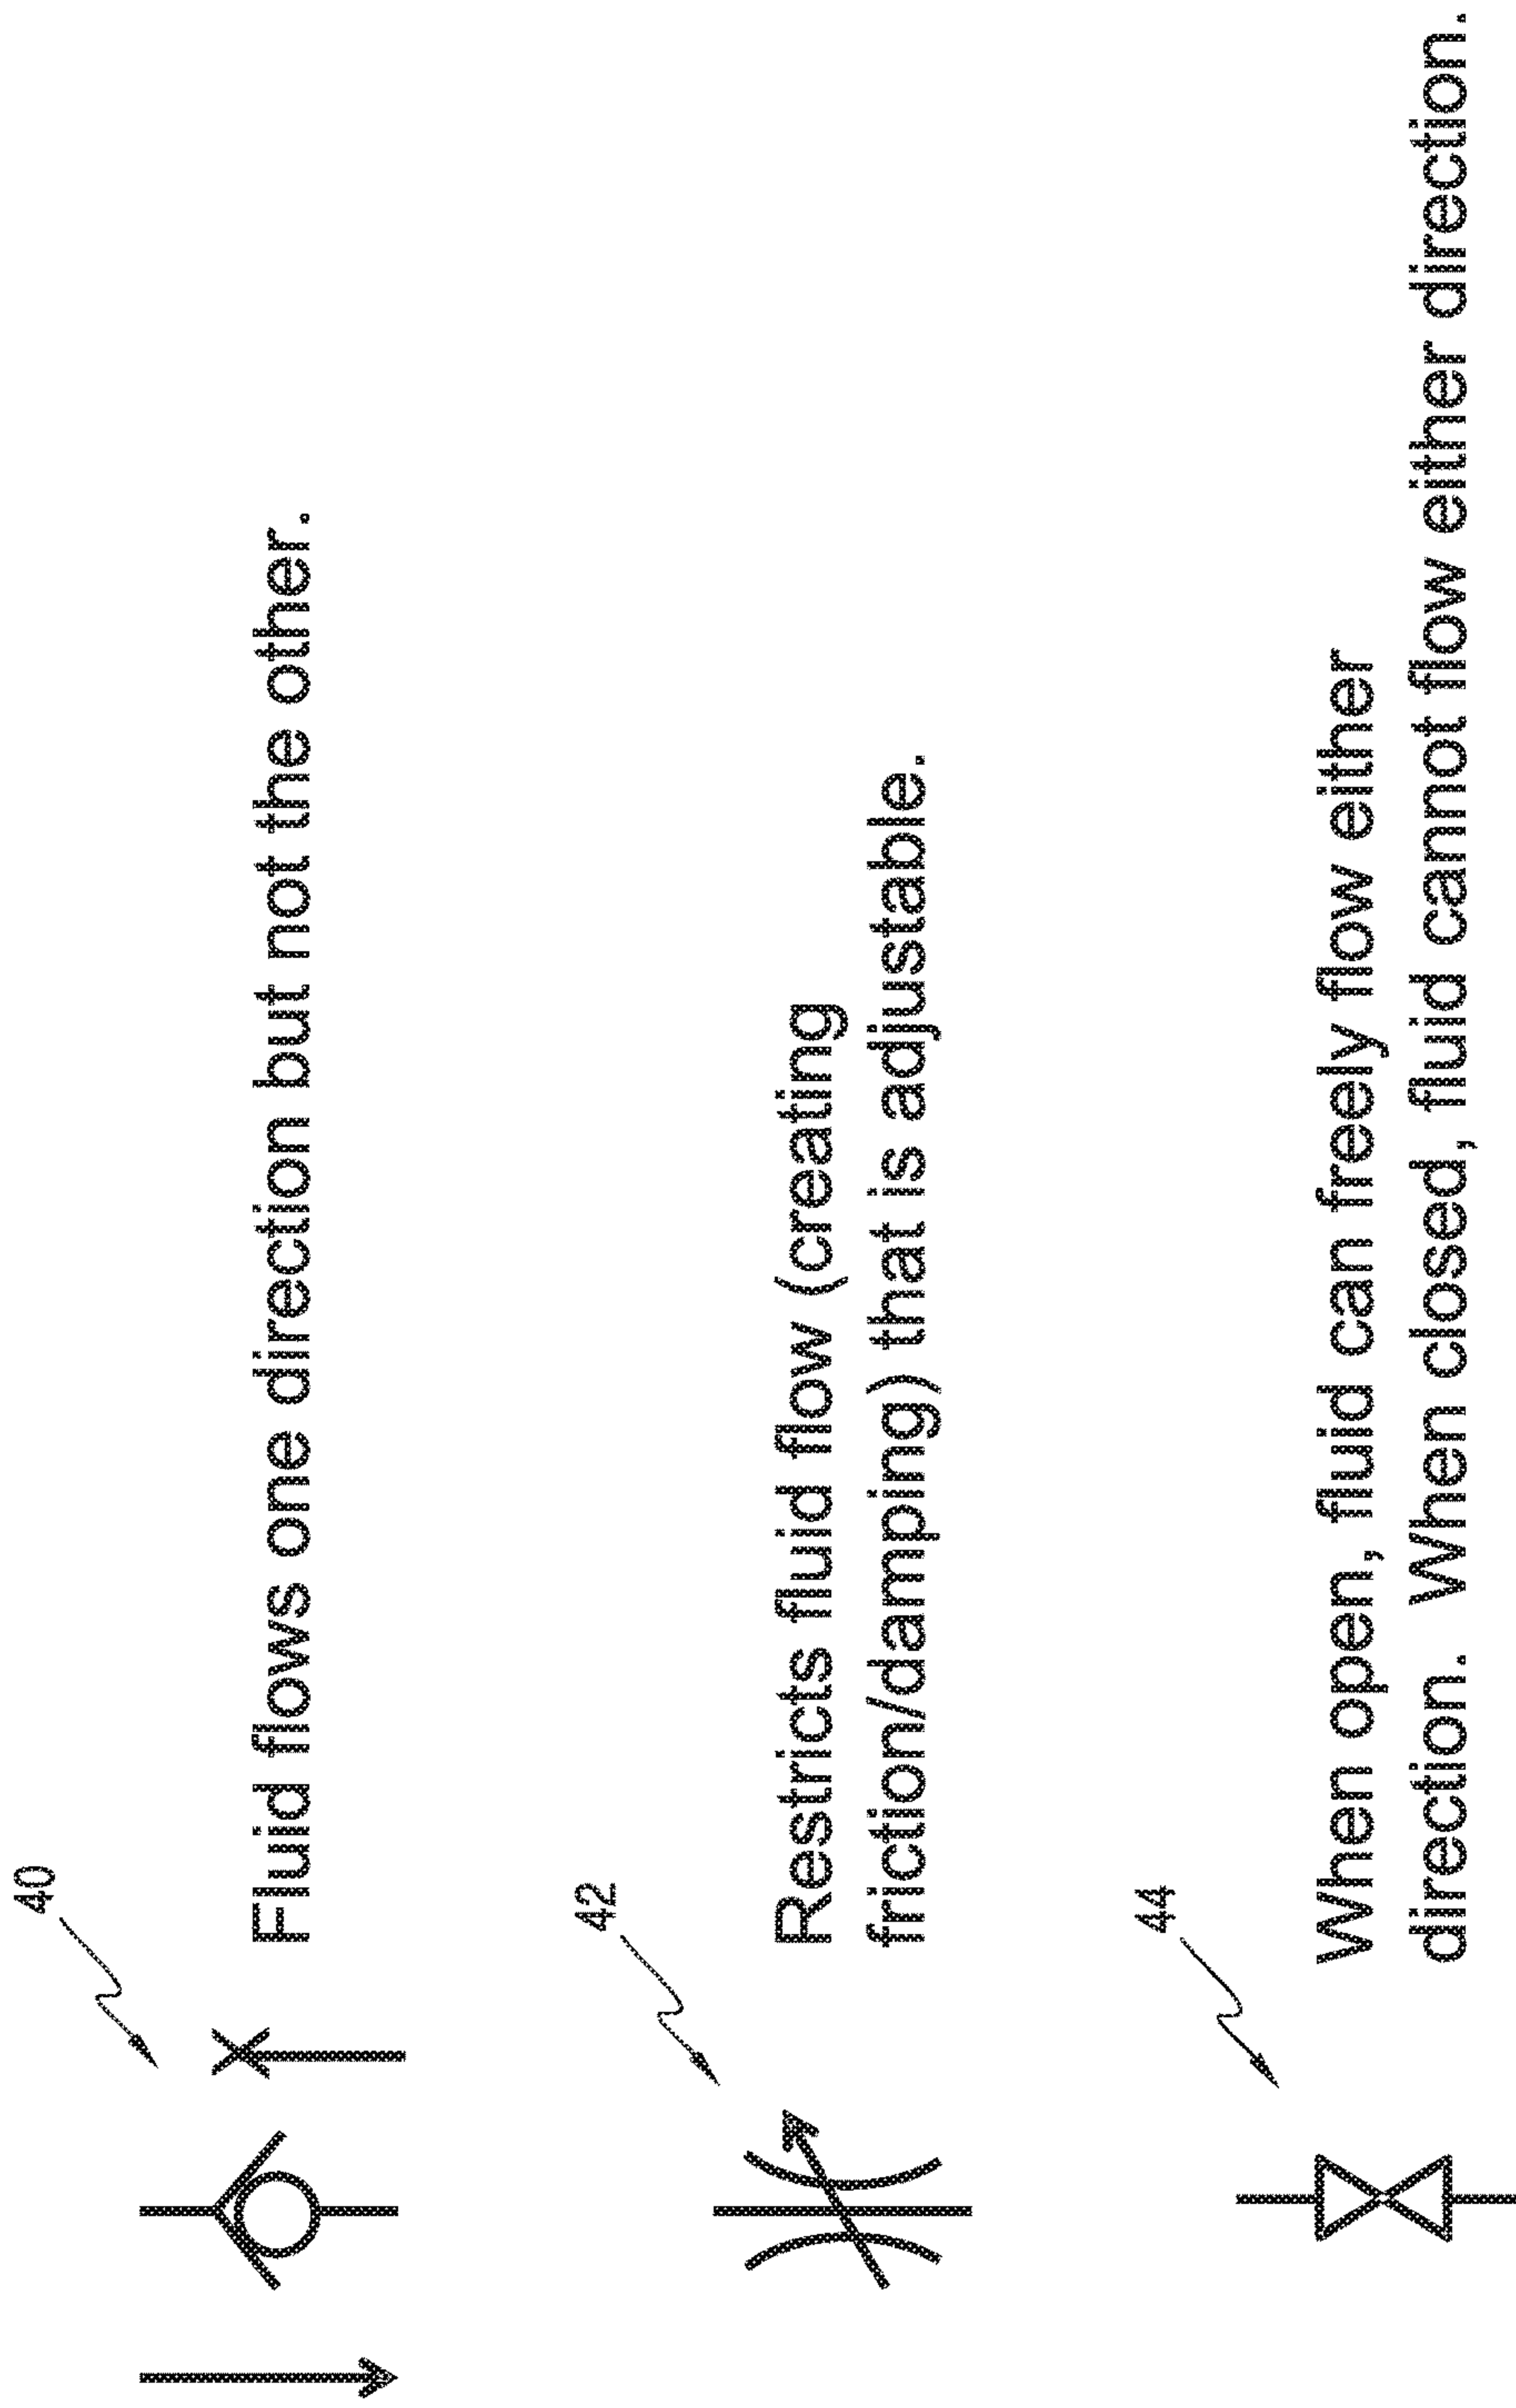 40
Fluid flows one direction but not the other.
42
Restricts fluid flow (creating
friction/damping) that is adjustable.
44
When open, fluid can freely flow either
direction. When closed, fluid cannot flow either direction.